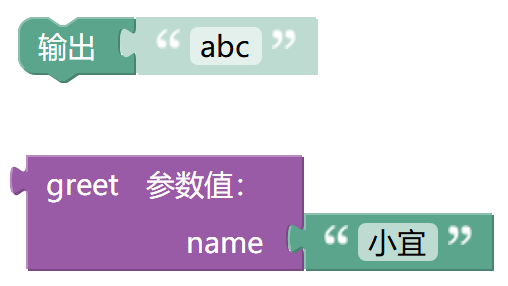 输出 “ abc ”
greet 参数值：
name “ 小宜 ”